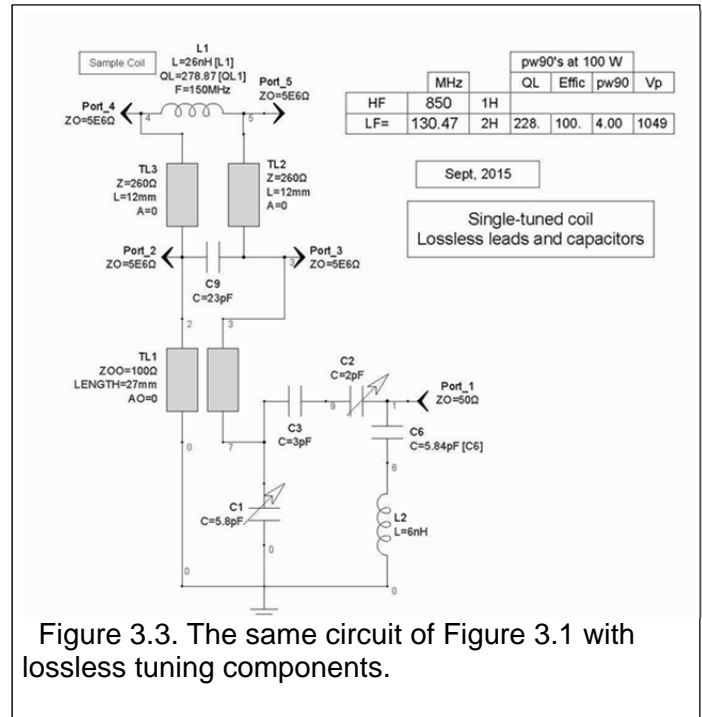 Sample Coil
L1
L=26nH [L1]
QL=278.87 [QL1]
F=150MHz
Port_4
ZO=5E6Ω
4
5
Port_5
ZO=5E6Ω
pw90's at 100 W
MHz QL Effic pw90 Vp
HF 850 1H
LF= 130.47 2H 228. 100. 4.00 1049
TL3
Z=260Ω
L=12mm
A=0
TL2
Z=260Ω
L=12mm
A=0
Sept, 2015
Single-tuned coil
Lossless leads and capacitors
Port_2
ZO=5E6Ω
C9
C=23pF
3
Port_3
ZO=5E6Ω
2
3
TL1
ZOO=100Ω
LENGTH=27mm
AO=0
C2
C=2pF
C3
C=3pF
9
1
Port_1
ZO=50Ω
C6
C=5.84pF [C6]
0
7
6
C1
C=5.8pF
L2
L=6nH
0
0
0
Figure 3.3. The same circuit of Figure 3.1 with
lossless tuning components.